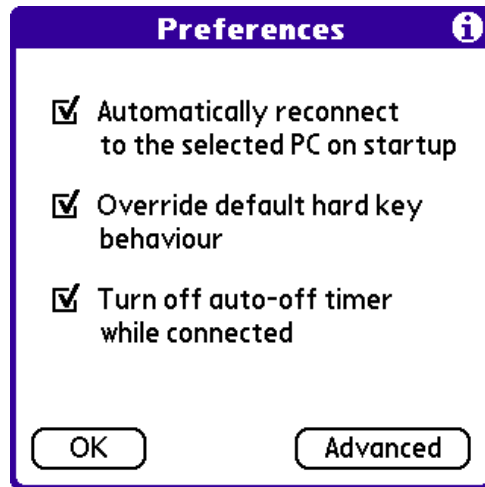 Preferences
Automatically reconnect
to the selected PC on startup
Override default hard key
behaviour
Turn off auto-off timer
while connected
OK
Advanced